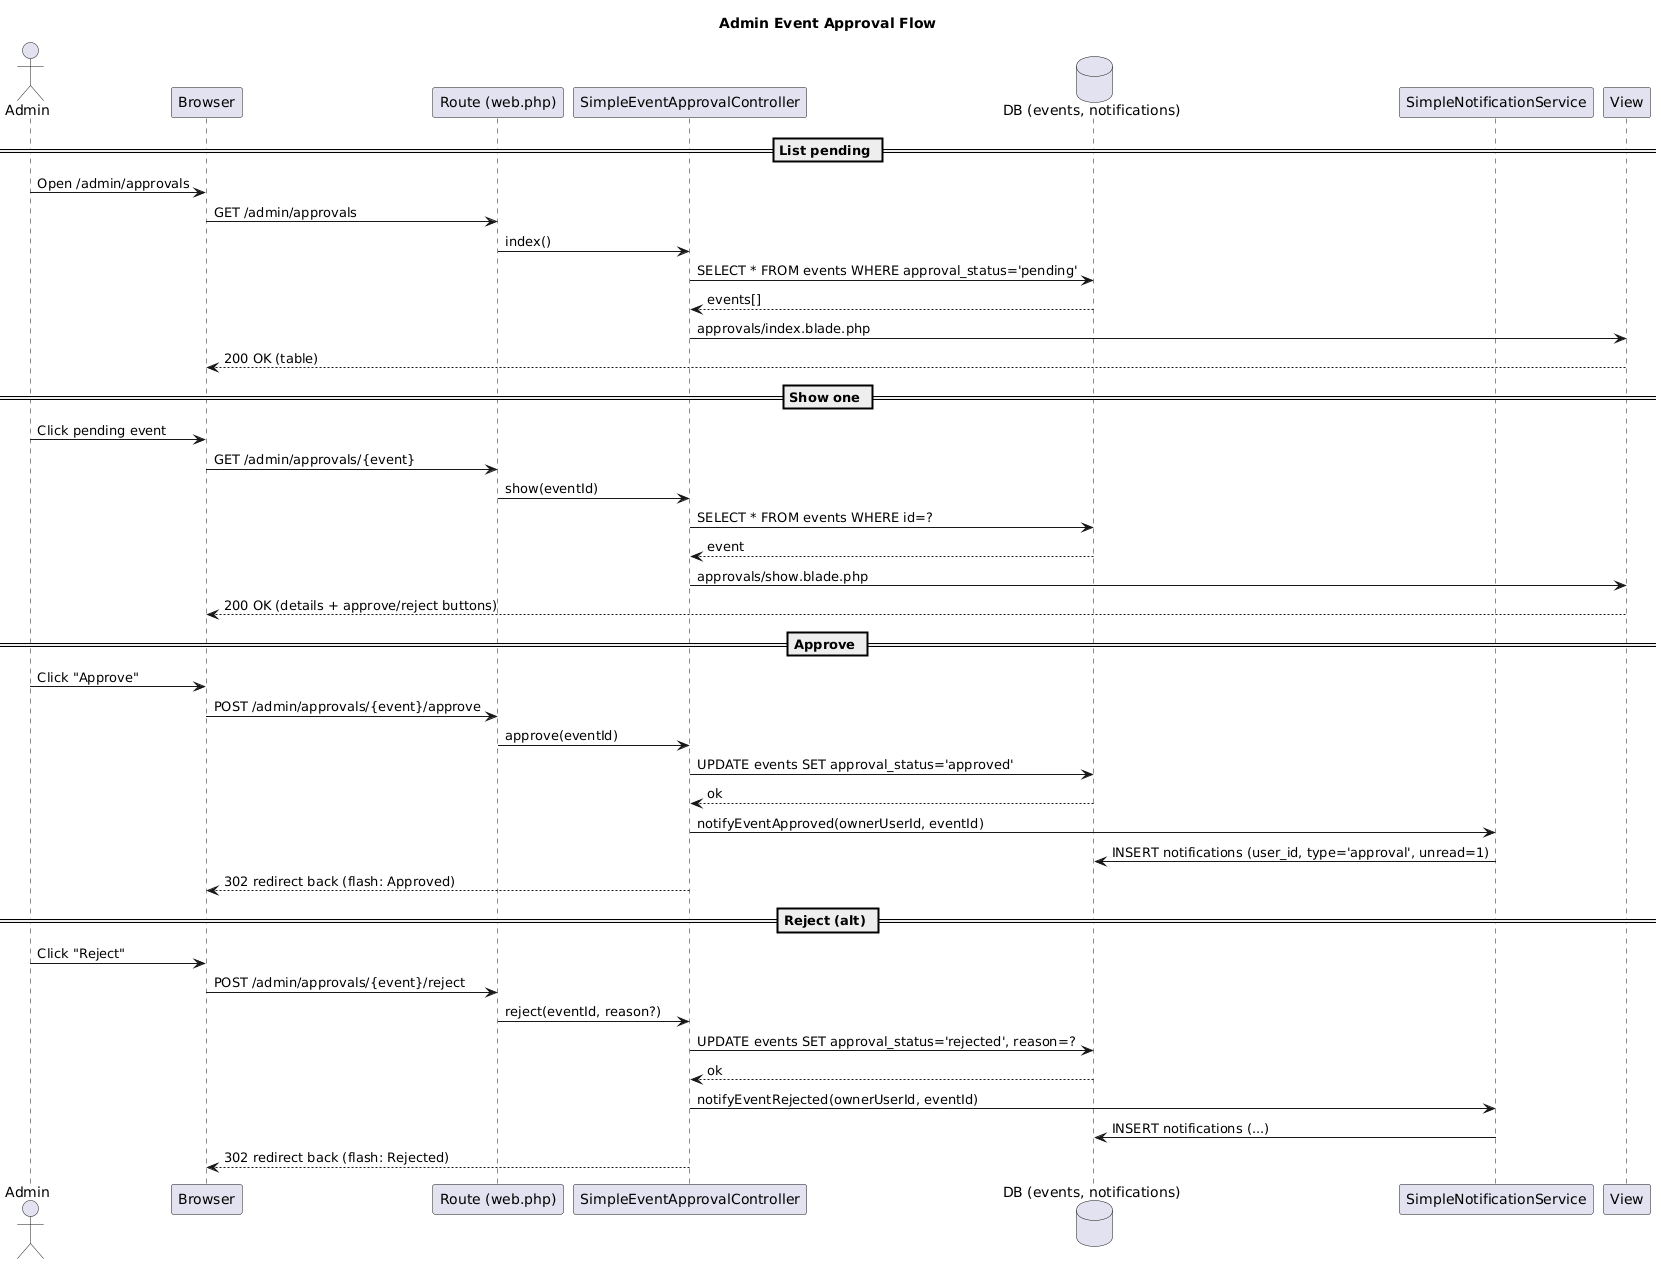 Admin Event Approval Flow
Admin
Browser
Route (web.php)
SimpleEventApprovalController
DB (events, notifications)
SimpleNotificationService
View
List pending
Open /admin/approvals
GET /admin/approvals
index()
SELECT * FROM events WHERE approval_status='pending'
events[]
approvals/index.blade.php
200 OK (table)
Show one
Click pending event
GET /admin/approvals/{event}
show(eventId)
SELECT * FROM events WHERE id=?
event
approvals/show.blade.php
200 OK (details + approve/reject buttons)
Approve
Click "Approve"
POST /admin/approvals/{event}/approve
approve(eventId)
UPDATE events SET approval_status='approved'
ok
notifyEventApproved(ownerUserId, eventId)
INSERT notifications (user_id, type='approval', unread=1)
302 redirect back (flash: Approved)
Reject (alt)
Click "Reject"
POST /admin/approvals/{event}/reject
reject(eventId, reason?)
UPDATE events SET approval_status='rejected', reason=?
ok
notifyEventRejected(ownerUserId, eventId)
INSERT notifications (...)
302 redirect back (flash: Rejected)
Admin
Browser
Route (web.php)
SimpleEventApprovalController
DB (events, notifications)
SimpleNotificationService
View